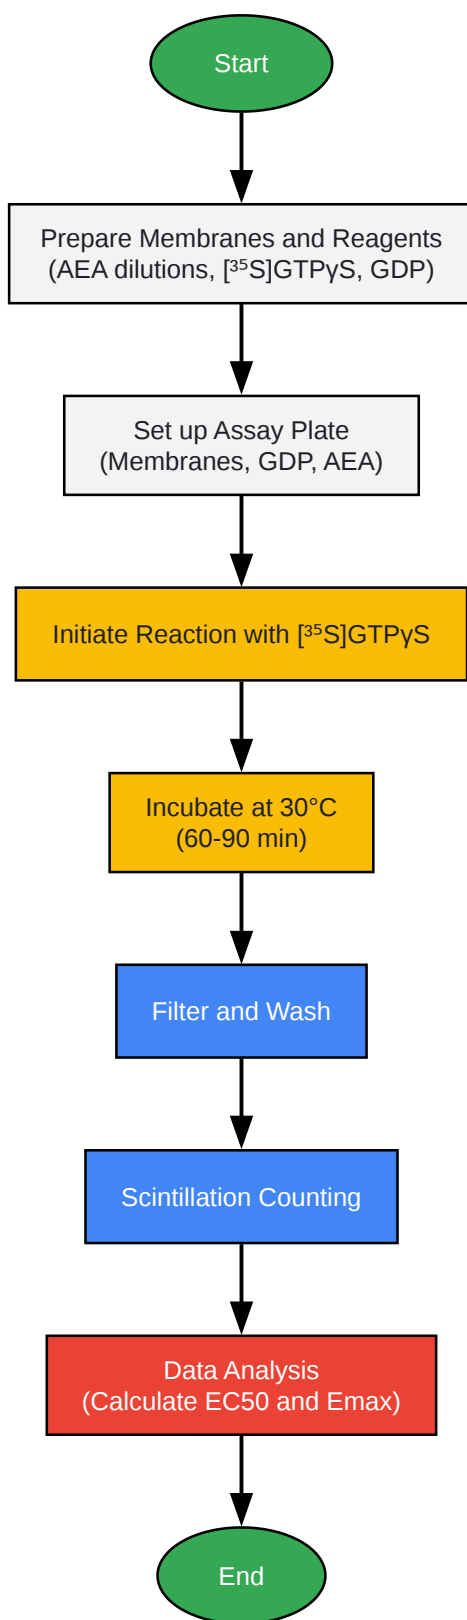 Start
Prepare Membranes and Reagents
(AEA dilutions, [³⁵S]GTPγS, GDP)
Set up Assay Plate
(Membranes, GDP, AEA)
Initiate Reaction with [³⁵S]GTPγS
Incubate at 30°C
(60-90 min)
Filter and Wash
Scintillation Counting
Data Analysis
(Calculate EC50 and Emax)
End